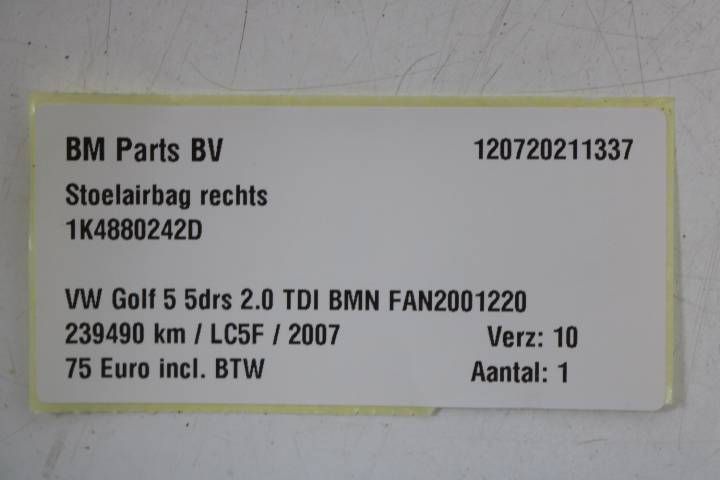 BM Parts BV 120720211337
Stoelairbag rechts
1K4880242D
VW Golf 5 5drs 2.0 TDI BMN FAN2001220
239490 km / LC5F / 2007 Verz: 10
75 Euro incl. BTW Aantal: 1